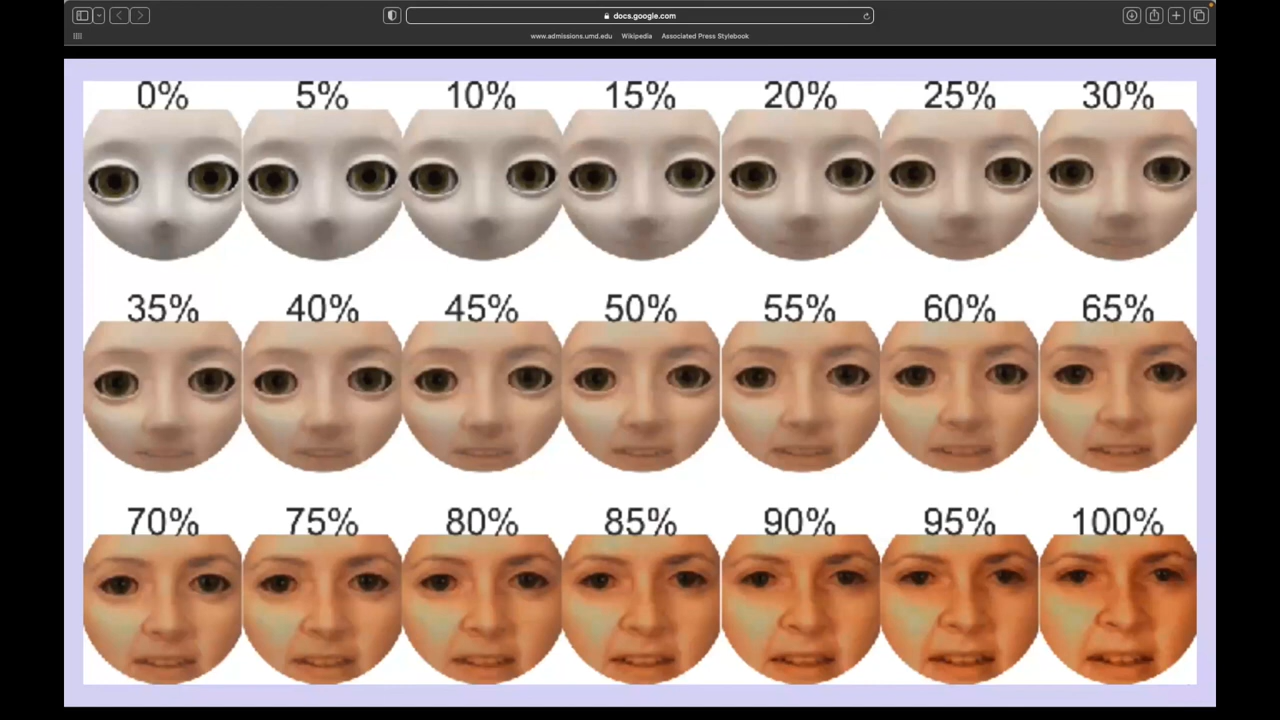 docs.google.com
www.admissions.umd.edu Wikipedia Associated Press Stylebook
0% 5% 10% 15% 20% 25% 30%
35% 40% 45% 50% 55% 60% 65%
70% 75% 80% 85% 90% 95% 100%